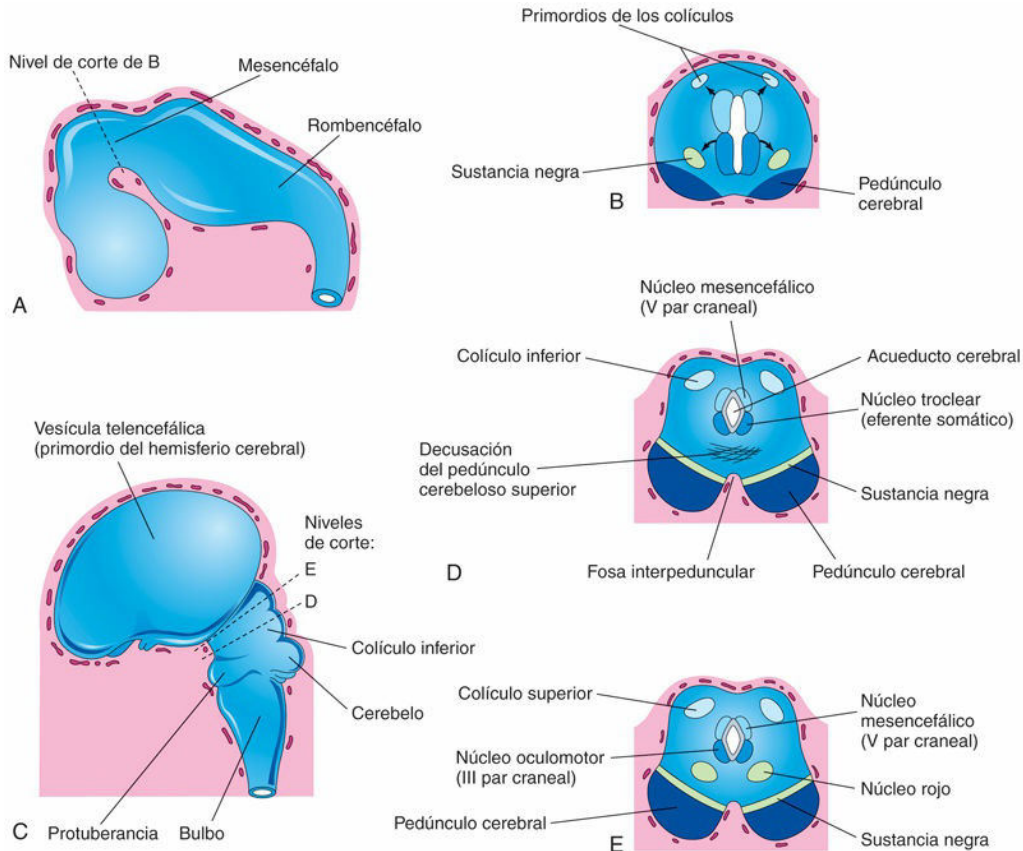 Nivel de corte de B
Mesencéfalo
Rombencéfalo
A
Primordios de los colículos
Sustancia negra
Pedúnculo
cerebral
B
Vesícula telencefálica
(primordio del hemisferio cerebral)
Niveles
de corte:
E
D
Colículo inferior
Cerebelo
Protuberancia
Bulbo
C
Núcleo mesencefálico
(V par craneal)
Colículo inferior
Acueducto cerebral
Núcleo troclear
(eferente somático)
Decusación
del pedúnculo
cerebeloso superior
Sustancia negra
Fosa interpeduncular
Pedúnculo cerebral
D
Colículo superior
Núcleo
mesencefálico
(V par craneal)
Núcleo oculomotor
(III par craneal)
Núcleo rojo
Pedúnculo cerebral
Sustancia negra
E